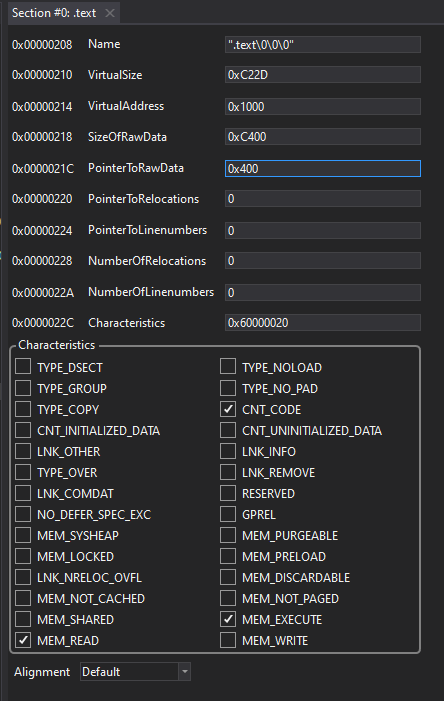 Section #0: .text
0x00000208 Name ".text\0\0\0"
0x00000210 VirtualSize 0xC22D
0x00000214 VirtualAddress 0x1000
0x00000218 SizeOfRawData 0xC400
0x0000021C PointerToRawData 0x400
0x00000220 PointerToRelocations 0
0x00000224 PointerToLinenumbers 0
0x00000228 NumberOfRelocations 0
0x0000022A NumberOfLinenumbers 0
0x0000022C Characteristics 0x60000020
Characteristics
TYPE_DSECT TYPE_NOLOAD
TYPE_GROUP TYPE_NO_PAD
TYPE_COPY CNT_CODE
CNT_INITIALIZED_DATA CNT_UNINITIALIZED_DATA
LNK_OTHER LNK_INFO
TYPE_OVER LNK_REMOVE
LNK_COMDAT RESERVED
NO_DEFER_SPEC_EXC GPREL
MEM_SYSHEAP MEM_PURGEABLE
MEM_LOCKED MEM_PRELOAD
LNK_NRELOC_OVFL MEM_DISCARDABLE
MEM_NOT_CACHED MEM_NOT_PAGED
MEM_SHARED MEM_EXECUTE
MEM_READ MEM_WRITE
Alignment Default